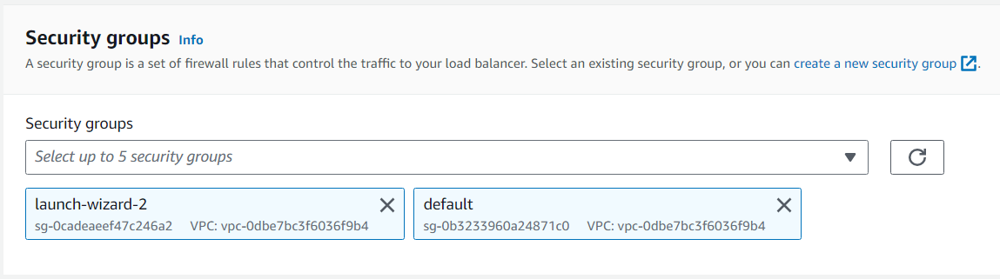 Security groups Info
A security group is a set of firewall rules that control the traffic to your load balancer. Select an existing security group, or you can create a new security group.
Security groups
Select up to 5 security groups
launch-wizard-2
sg-0cadeaeef47c246a2 VPC: vpc-0dbe7bc3f6036f9b4
default
sg-0b3233960a24871c0 VPC: vpc-0dbe7bc3f6036f9b4